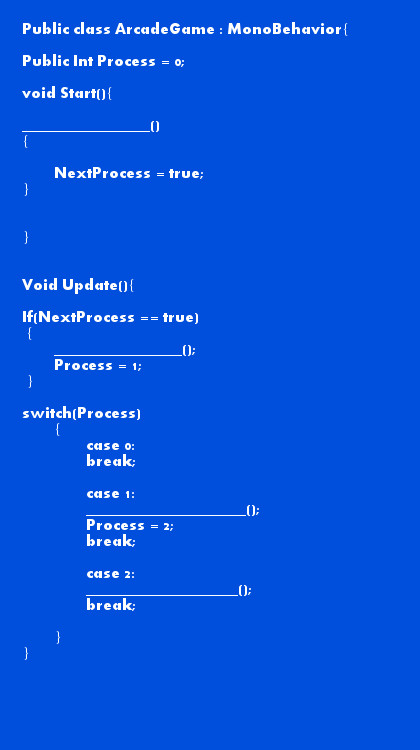 Public class ArcadeGame : MonoBehavior{
Public Int Process = 0;
void Start(){
________________()
{
NextProcess = true;
}
}
Void Update(){
If(NextProcess == true)
{
________________();
Process = 1;
}
switch(Process)
{
case 0:
break;
case 1:
____________________();
Process = 2;
break;
case 2:
___________________();
break;
}
}